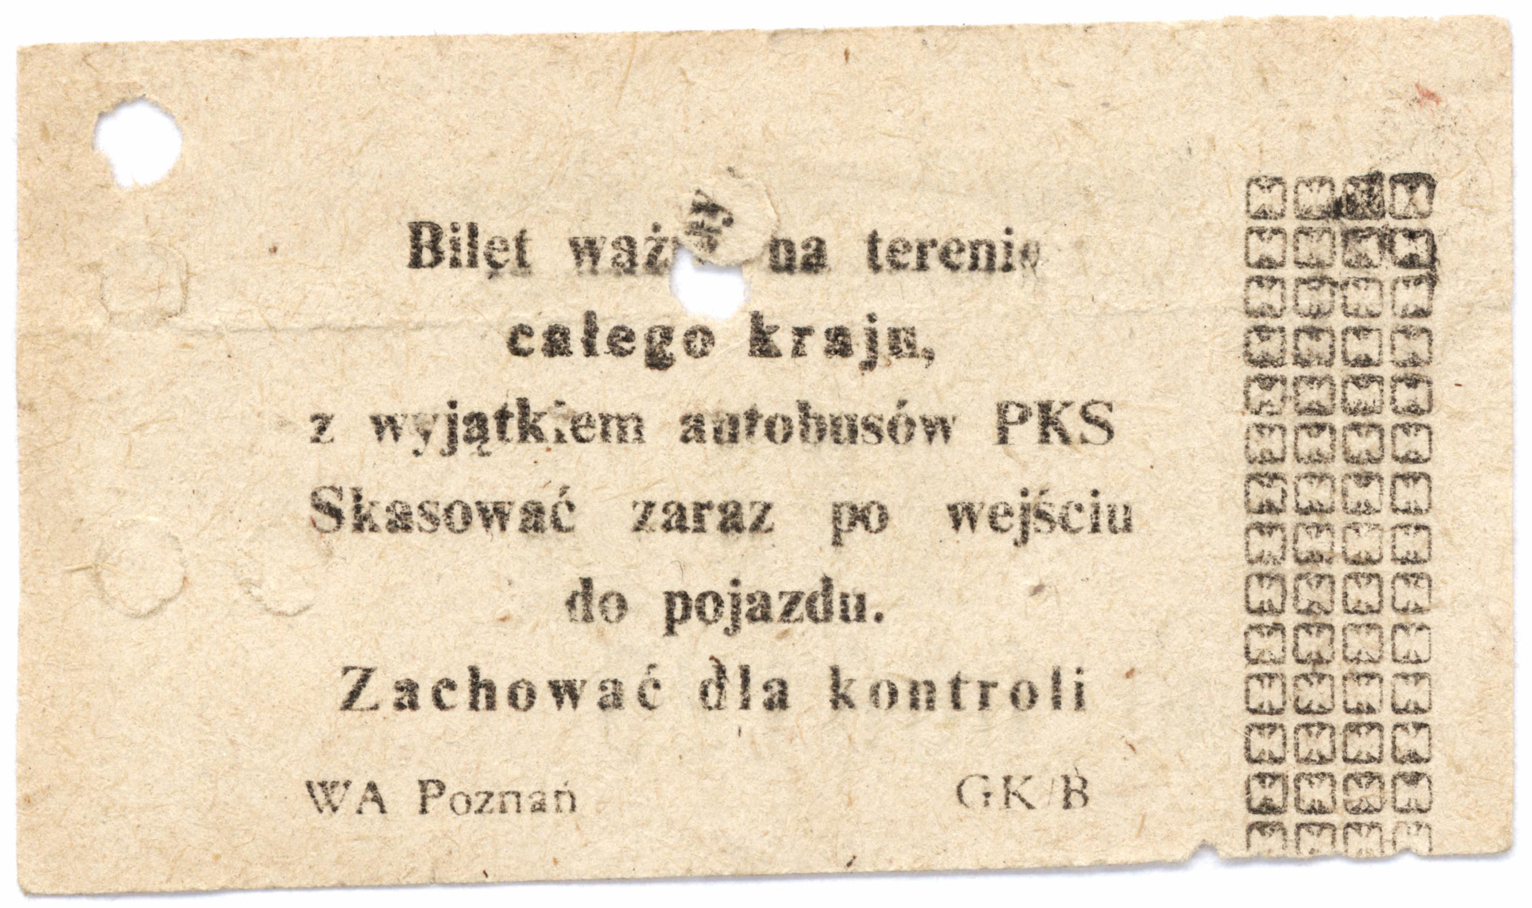 Bilet ważny na terenie
całego kraju,
z wyjątkiem autobusów PKS
Skasować zaraz po wejściu
do pojazdu.
Zachować dla kontroli
WA Poznań GK/B